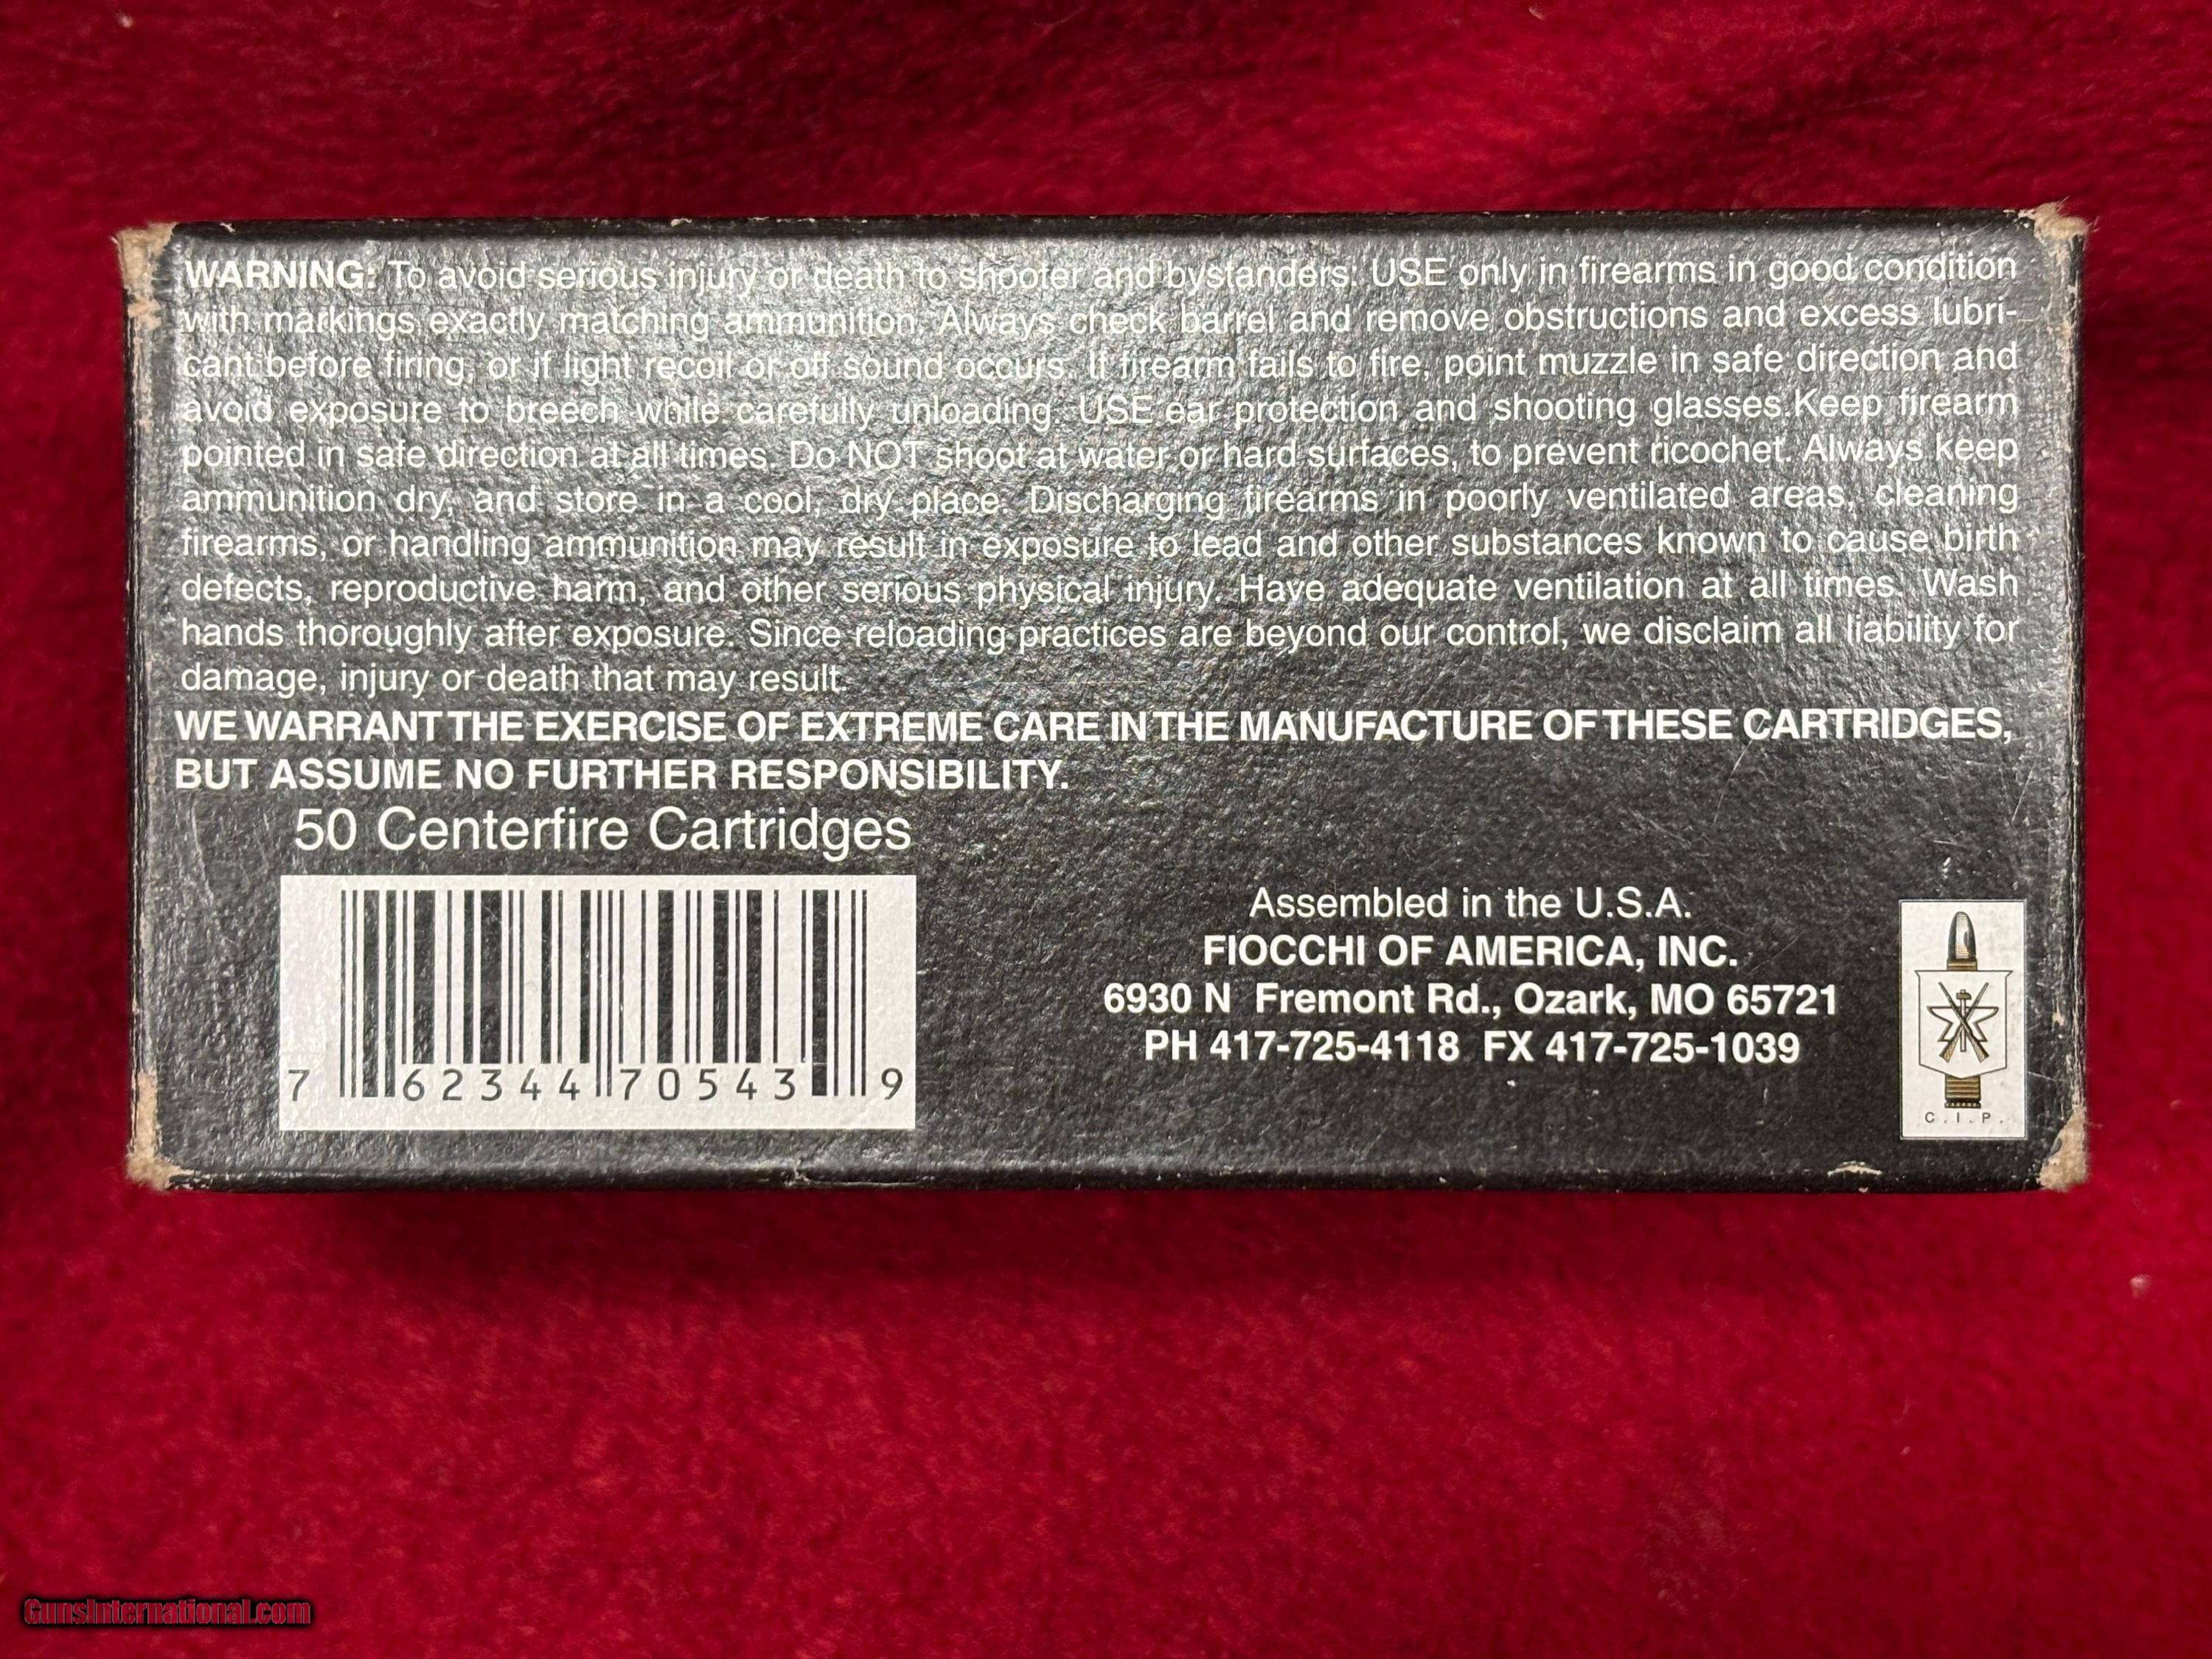 WARNING: To avoid serious injury or death to shooter and bystanders: USE only in firearms in good condition
with markings exactly matching ammunition. Always check barrel and remove obstructions and excess lubri-
cant before firing, or if light recoil or off sound occurs. If firearm fails to fire, point muzzle in safe direction and
avoid exposure to breech while carefully unloading. USE ear protection and shooting glasses.Keep firearm
pointed in safe direction at all times. Do NOT shoot at water or hard surfaces, to prevent ricochet. Always keep
ammunition dry, and store in a cool, dry place. Discharging firearms in poorly ventilated areas, cleaning
firearms, or handling ammunition may result in exposure to lead and other substances known to cause birth
defects, reproductive harm, and other serious physical injury. Have adequate ventilation at all times. Wash
hands thoroughly after exposure. Since reloading practices are beyond our control, we disclaim all liability for
damage, injury or death that may result.
WE WARRANT THE EXERCISE OF EXTREME CARE IN THE MANUFACTURE OF THESE CARTRIDGES,
BUT ASSUME NO FURTHER RESPONSIBILITY.
50 Centerfire Cartridges
7 62344 70543 9
Assembled in the U.S.A.
FIOCCHI OF AMERICA, INC.
6930 N Fremont Rd., Ozark, MO 65721
PH 417-725-4118 FX 417-725-1039
C.I.P.
GunsInternational.com